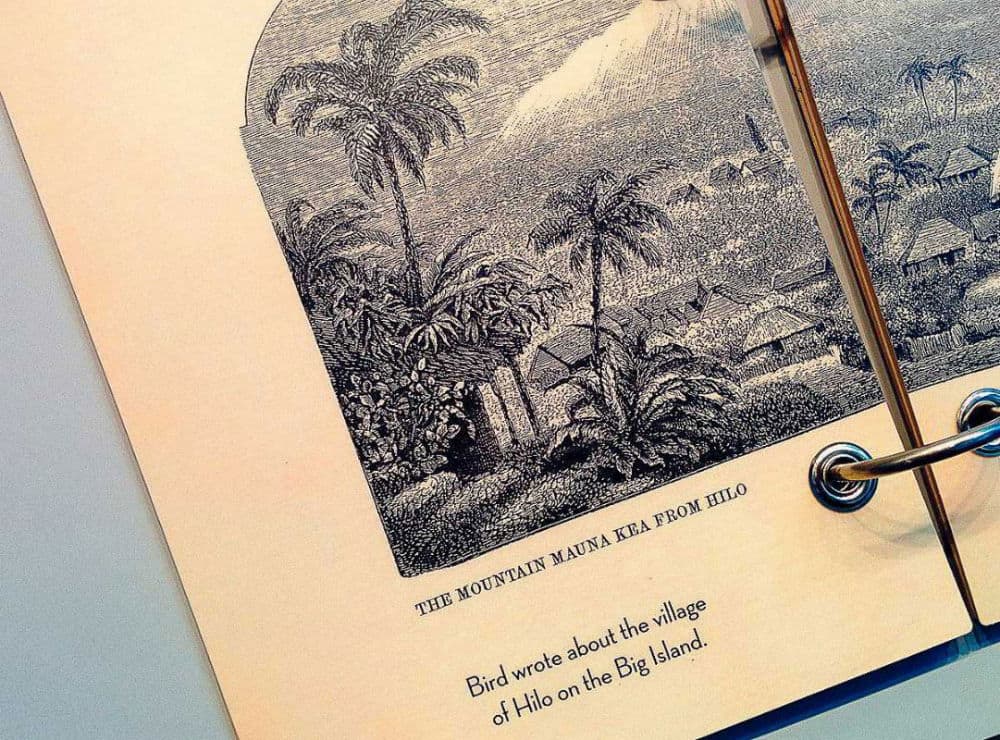 THE MOUNTAIN MAUNA KEA FROM HILO
Bird wrote about the village
of Hilo on the Big Island.